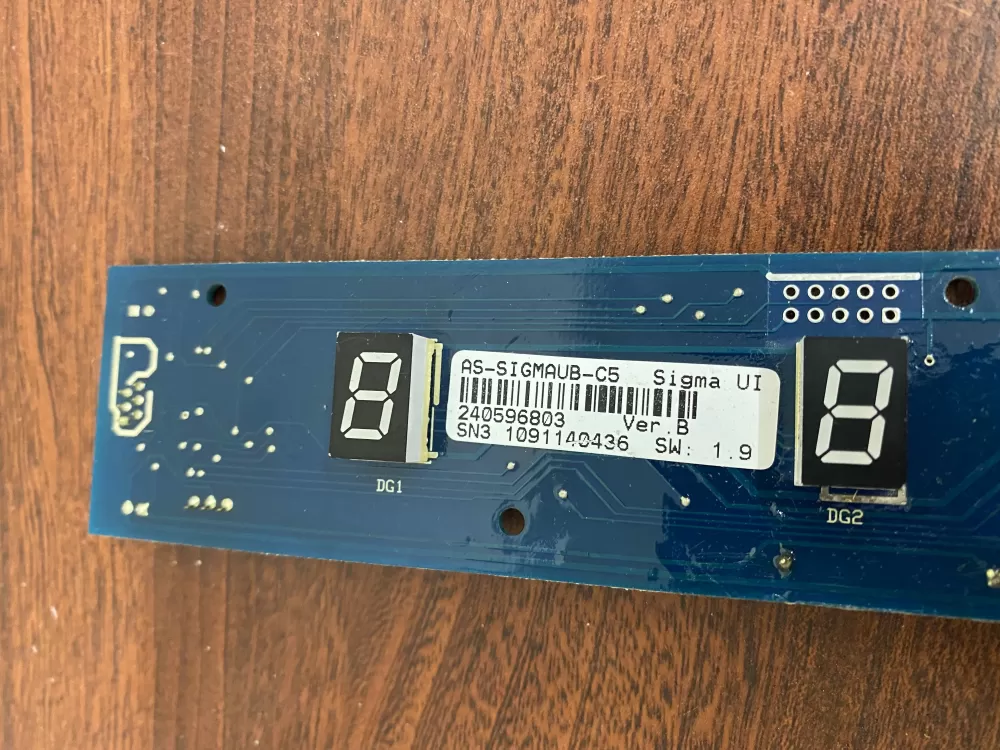 AS-SIGMAUB-C5 Sigma UI
240596803 Ver.B
SN3 1091140436 SW: 1.9
DG1
DG2